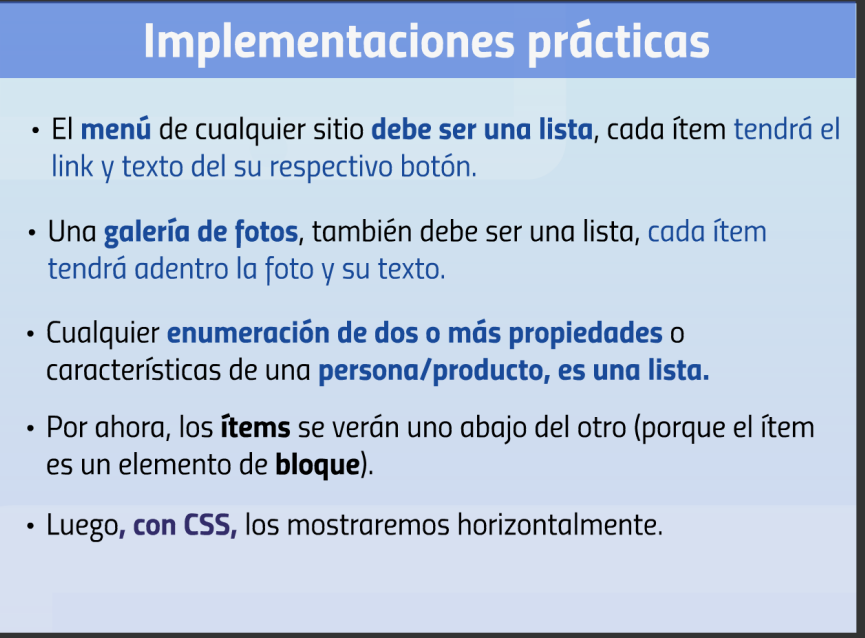 Implementaciones prácticas
• El menú de cualquier sitio debe ser una lista, cada ítem tendrá el
link y texto del su respectivo botón.
• Una galería de fotos, también debe ser una lista, cada ítem
tendrá adentro la foto y su texto.
• Cualquier enumeración de dos o más propiedades o
características de una persona/producto, es una lista.
• Por ahora, los ítems se verán uno abajo del otro (porque el ítem
es un elemento de bloque).
• Luego, con CSS, los mostraremos horizontalmente.